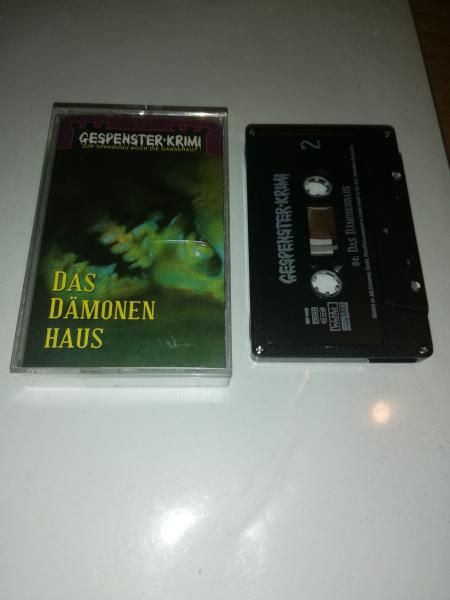 GESPENSTER-KRIMI
ZUR SPANNUNG NOCH DIE GÄNSEHAUT
DAS
DÄMONEN
HAUS
2
GESPENSTER-KRIMI
04: DAS DÄMONENHAUS